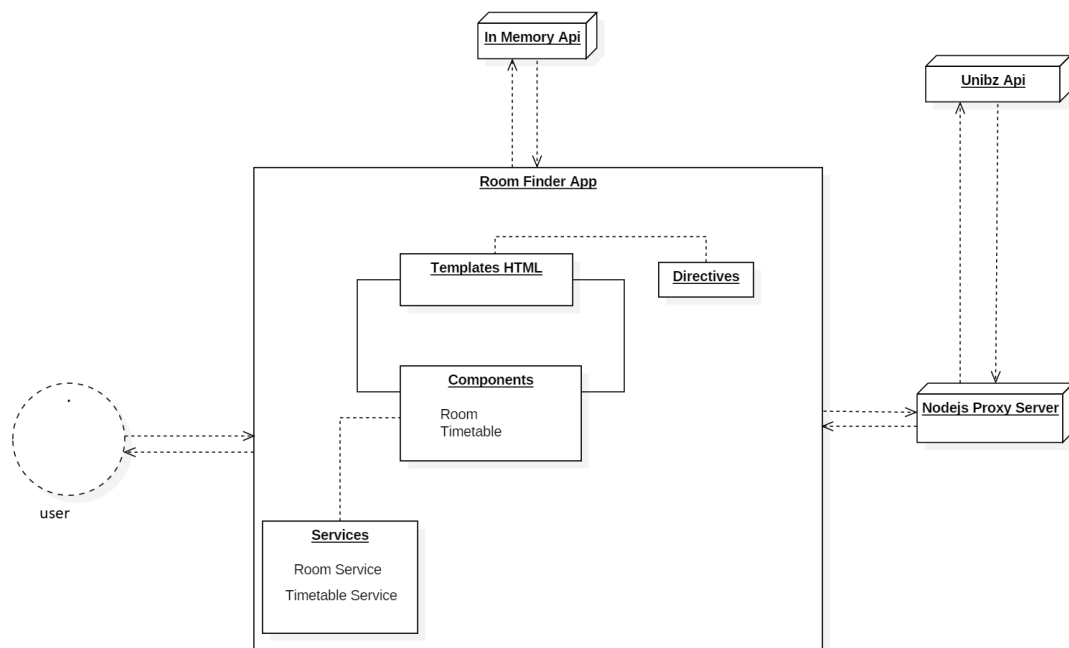 In Memory Api
Unibz Api
Room Finder App
Templates HTML
Directives
Components
Room
Timetable
Nodejs Proxy Server
user
Services
Room Service
Timetable Service